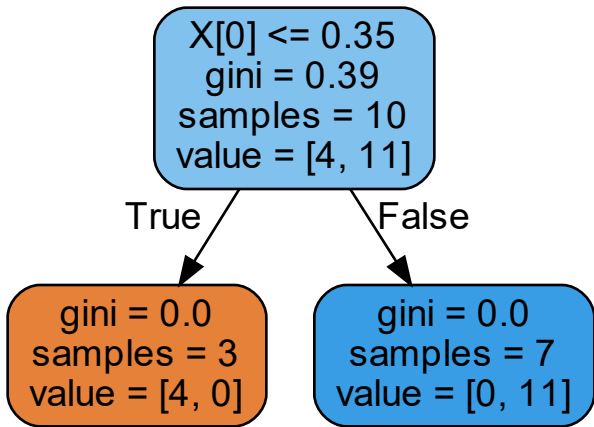 X[0] <= 0.35
gini = 0.39
samples = 10
value = [4, 11]
True
False
gini = 0.0
samples = 3
value = [4, 0]
gini = 0.0
samples = 7
value = [0, 11]